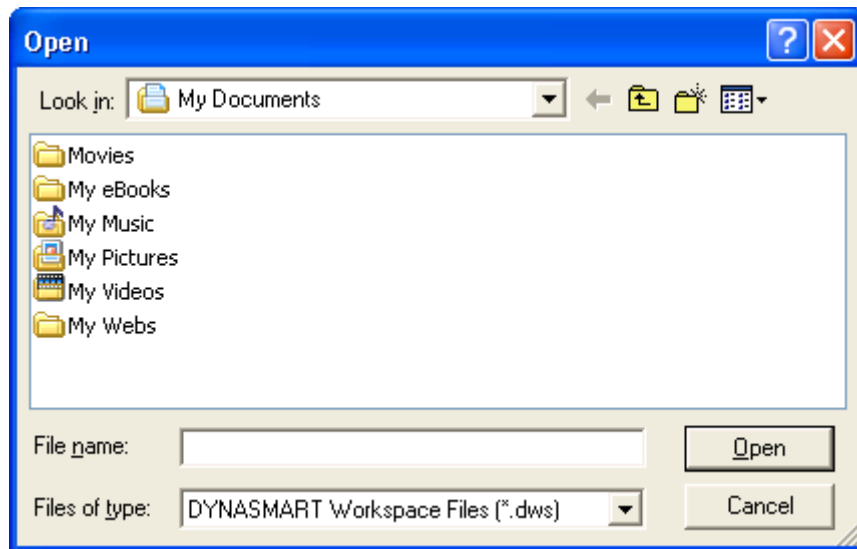 Open
Look in: My Documents
Movies
My eBooks
My Music
My Pictures
My Videos
My Webs
File name: Open
Files of type: DYNASMART Workspace Files (*.dws) Cancel